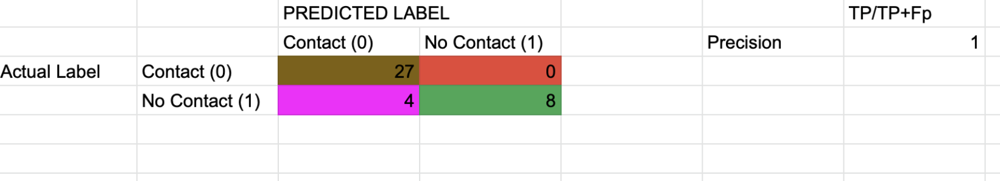 PREDICTED LABEL TP/TP+Fp
Contact (0) No Contact (1) Precision 1
Actual Label Contact (0) 27 0
No Contact (1) 4 8